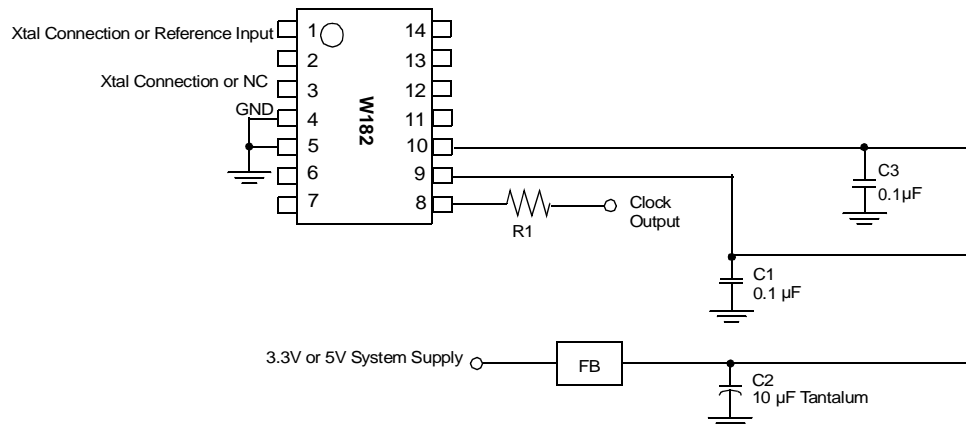 Xtal Connection or Reference Input
Xtal Connection or NC
GND
1
2
3
4
5
6
7
W182
14
13
12
11
10
9
8
R1
Clock
Output
C3
0.1µF
C1
0.1 µF
3.3V or 5V System Supply
FB
C2
10 µF Tantalum